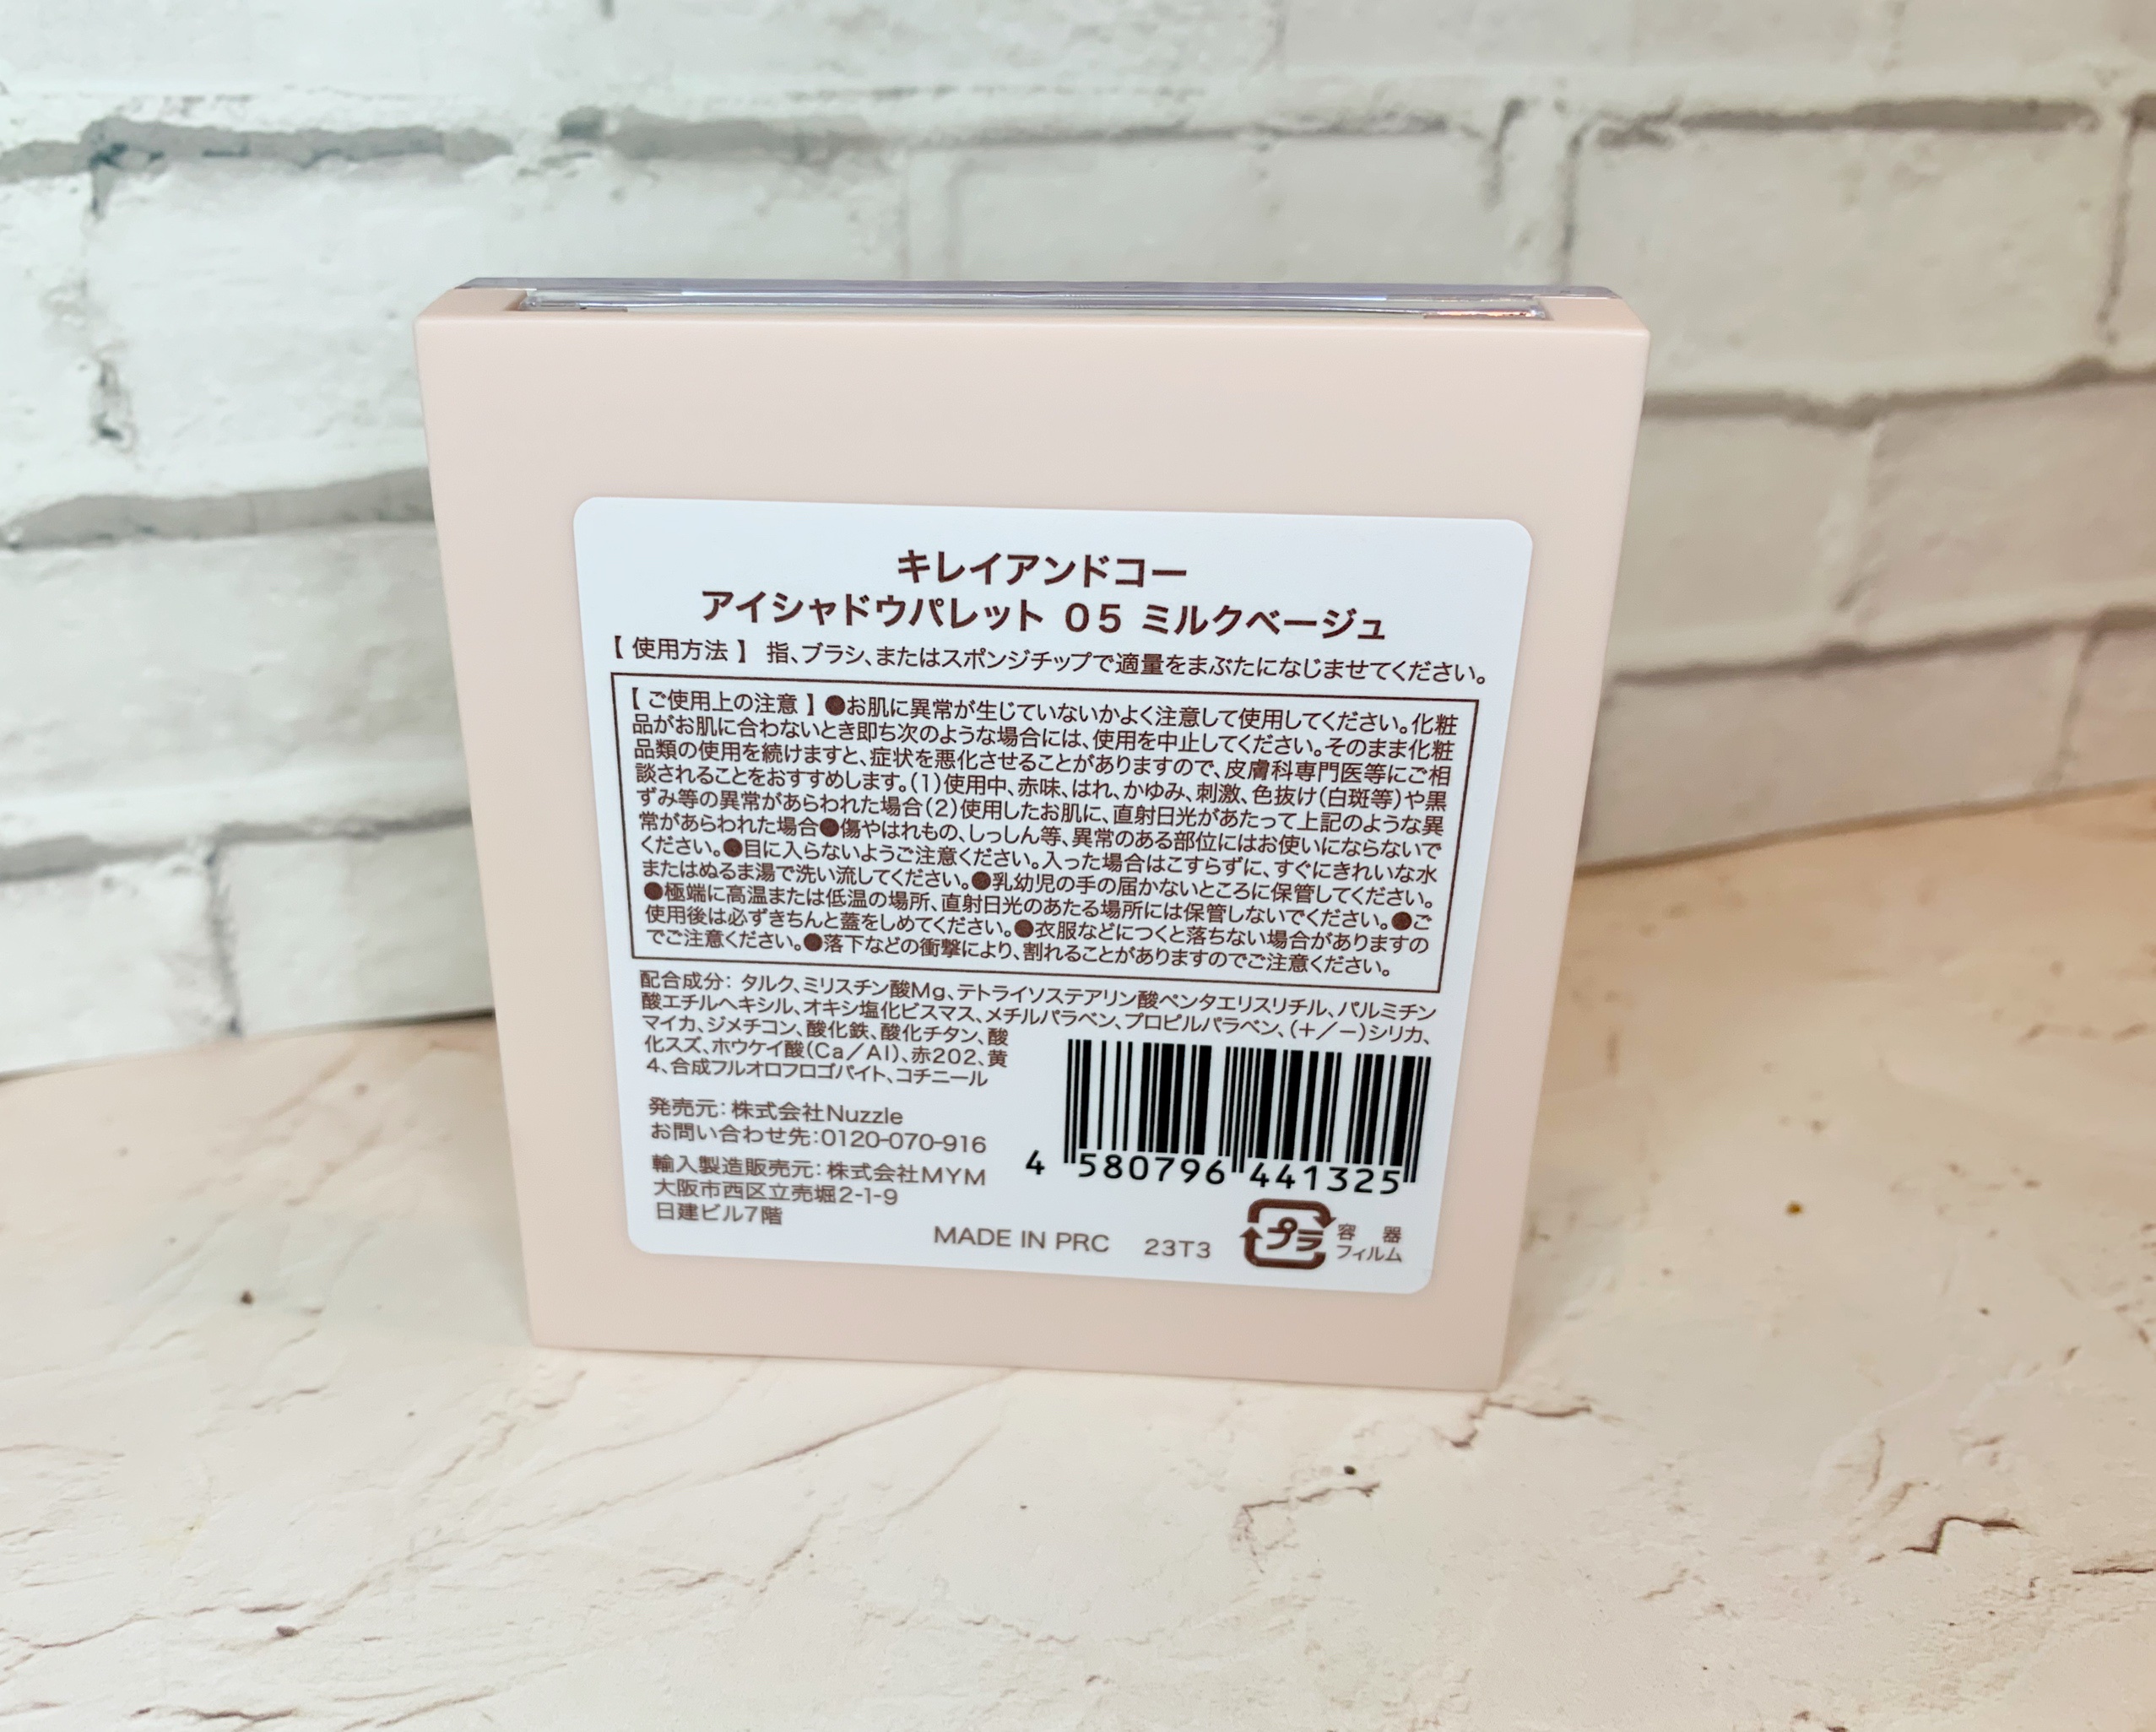 キレイアンドコー
アイシャドウパレット 05 ミルクベージュ
【 使用方法 】 指、ブラシ、またはスポンジチップで適量をまぶたになじませてください。
【 ご使用上の注意 】●お肌に異常が生じていないかよく注意して使用してください。化粧
品がお肌に合わないとき即ち次のような場合には、使用を中止してください。そのまま化粧
品類の使用を続けますと、症状を悪化させることがありますので、皮膚科専門医等にご相
談されることをおすすめします。(1)使用中、赤味、はれ、かゆみ、刺激、色抜け(白斑等)や黒
ずみ等の異常があらわれた場合(2)使用したお肌に、直射日光があたって上記のような異
常があらわれた場合●傷やはれもの、しっしん等、異常のある部位にはお使いにならないで
ください。●目に入らないようご注意ください。入った場合はこすらずに、すぐにきれいな水
またはぬるま湯で洗い流してください。●乳幼児の手の届かないところに保管してください。
●極端に高温または低温の場所、直射日光のあたる場所には保管しないでください。●ご
使用後は必ずきちんと蓋をしめてください。●衣服などにつくと落ちない場合がありますの
でご注意ください。●落下などの衝撃により、割れることがありますのでご注意ください。
配合成分： タルク、ミリスチン酸Mg、テトライソステアリン酸ペンタエリスリチル、パルミチン
酸エチルヘキシル、オキシ塩化ビスマス、メチルパラベン、プロピルパラベン、(＋／－)シリカ、
マイカ、ジメチコン、酸化鉄、酸化チタン、酸
化スズ、ホウケイ酸(Ca／Al)、赤202、黄
4、合成フルオロフロゴパイト、コチニール
発売元：株式会社Nuzzle
お問い合わせ先：0120-070-916
輸入製造販売元：株式会社MYM
大阪市西区立売堀2-1-9
日建ビル7階
4 580796 441325
MADE IN PRC 23T3
プラ
容 器
フィルム